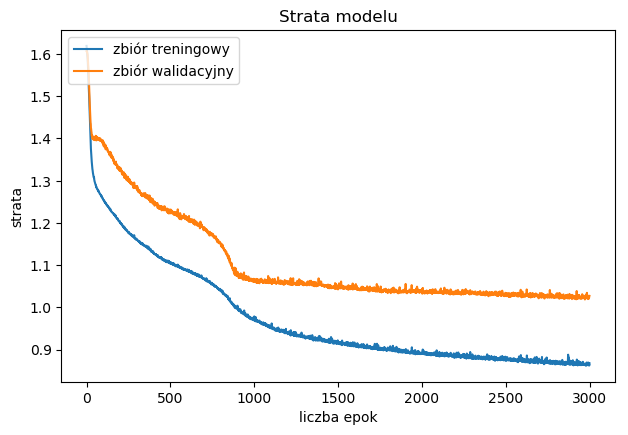 Strata modelu
zbiór treningowy
zbiór walidacyjny
strata
1.6
1.5
1.4
1.3
1.2
1.1
1.0
0.9
0 500 1000 1500 2000 2500 3000
liczba epok